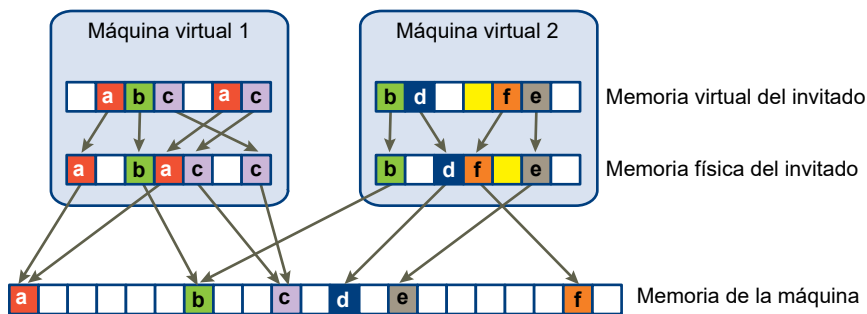 Máquina virtual 1
Máquina virtual 2
a b c a c
b d f e
Memoria virtual del invitado
a b a c c
b d f e
Memoria física del invitado
a b c d e f
Memoria de la máquina